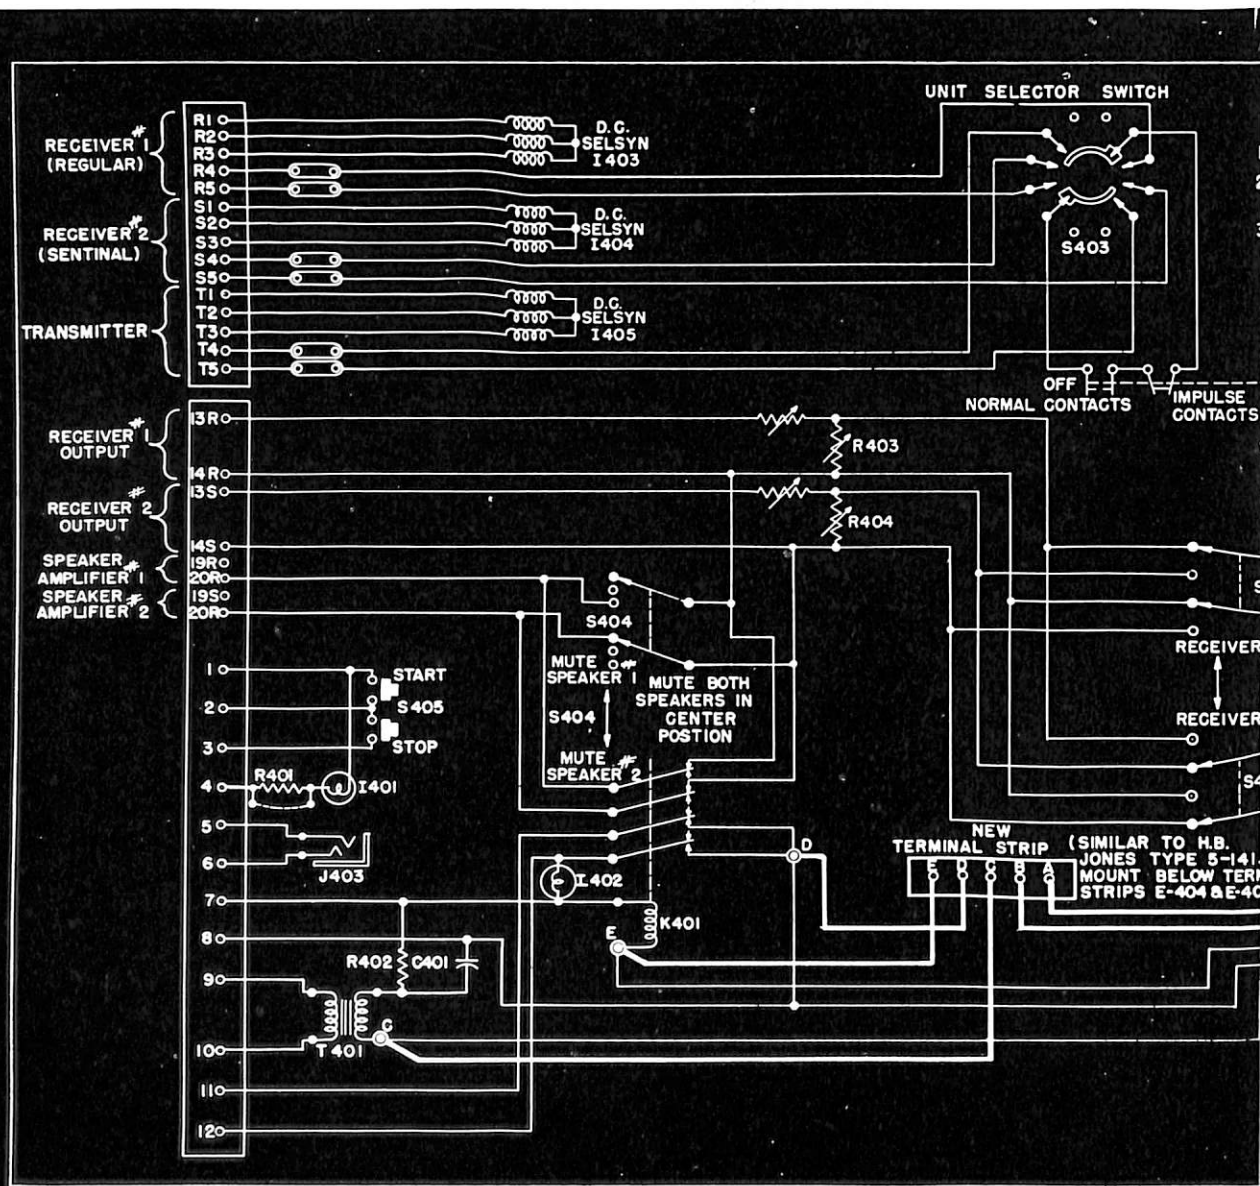 UNIT SELECTOR SWITCH
RECEIVER #1
(REGULAR)
R1
R2
R3
R4
R5
D.C.
SELSYN
I403
RECEIVER #2
(SENTINAL)
S1
S2
S3
S4
S5
D.C.
SELSYN
I404
S403
TRANSMITTER
T1
T2
T3
T4
T5
D.C.
SELSYN
I405
OFF
NORMAL CONTACTS
IMPULSE
CONTACTS
RECEIVER #1
OUTPUT
13R
14R
R403
RECEIVER #2
OUTPUT
13S
14S
R404
SPEAKER
AMPLIFIER #1
19R
20R
SPEAKER
AMPLIFIER #2
19S
20R
S404
MUTE
SPEAKER #1
S404
MUTE
SPEAKER #2
MUTE BOTH
SPEAKERS IN
CENTER
POSTION
RECEIVER
RECEIVER
1
2
3
4
5
6
7
8
9
10
11
12
START
S405
STOP
R401
I401
J403
I402
K401
E
D
R402
C401
T401
C
NEW
TERMINAL STRIP
E D C B A
(SIMILAR TO H.B.
JONES TYPE 5-141
MOUNT BELOW TER
STRIPS E-404 & E-40
S4